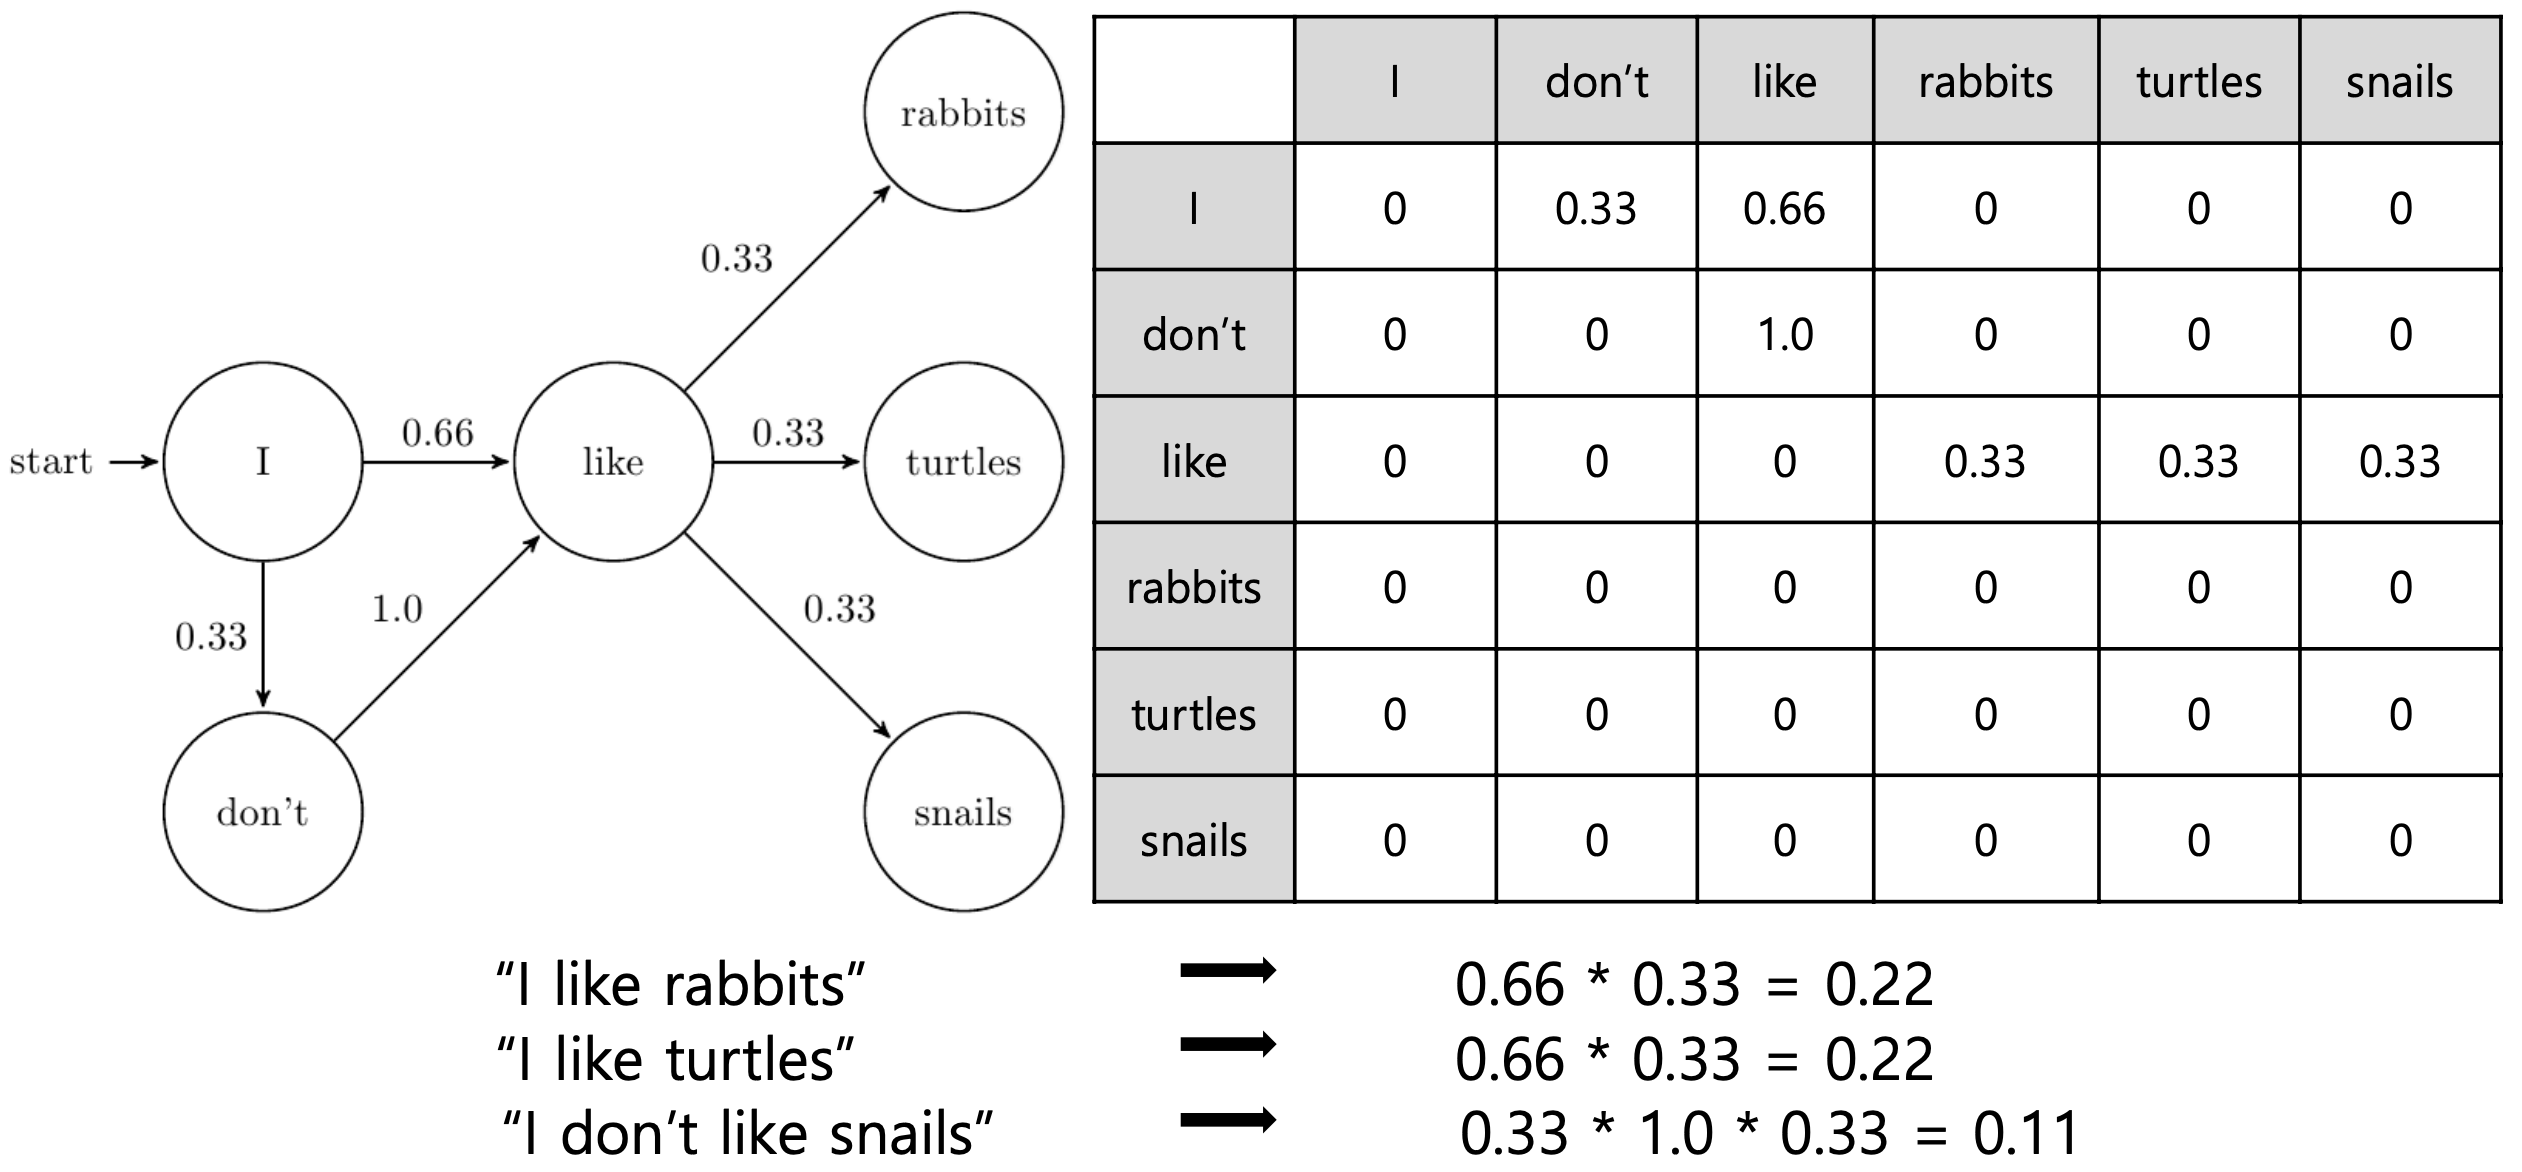 rabbits
0.33
start
I
0.66
like
0.33
turtles
0.33
1.0
0.33
don't
snails
I don’t like rabbits turtles snails
I 0 0.33 0.66 0 0 0
don’t 0 0 1.0 0 0 0
like 0 0 0 0.33 0.33 0.33
rabbits 0 0 0 0 0 0
turtles 0 0 0 0 0 0
snails 0 0 0 0 0 0
“I like rabbits” 0.66 * 0.33 = 0.22
“I like turtles” 0.66 * 0.33 = 0.22
“I don’t like snails” 0.33 * 1.0 * 0.33 = 0.11